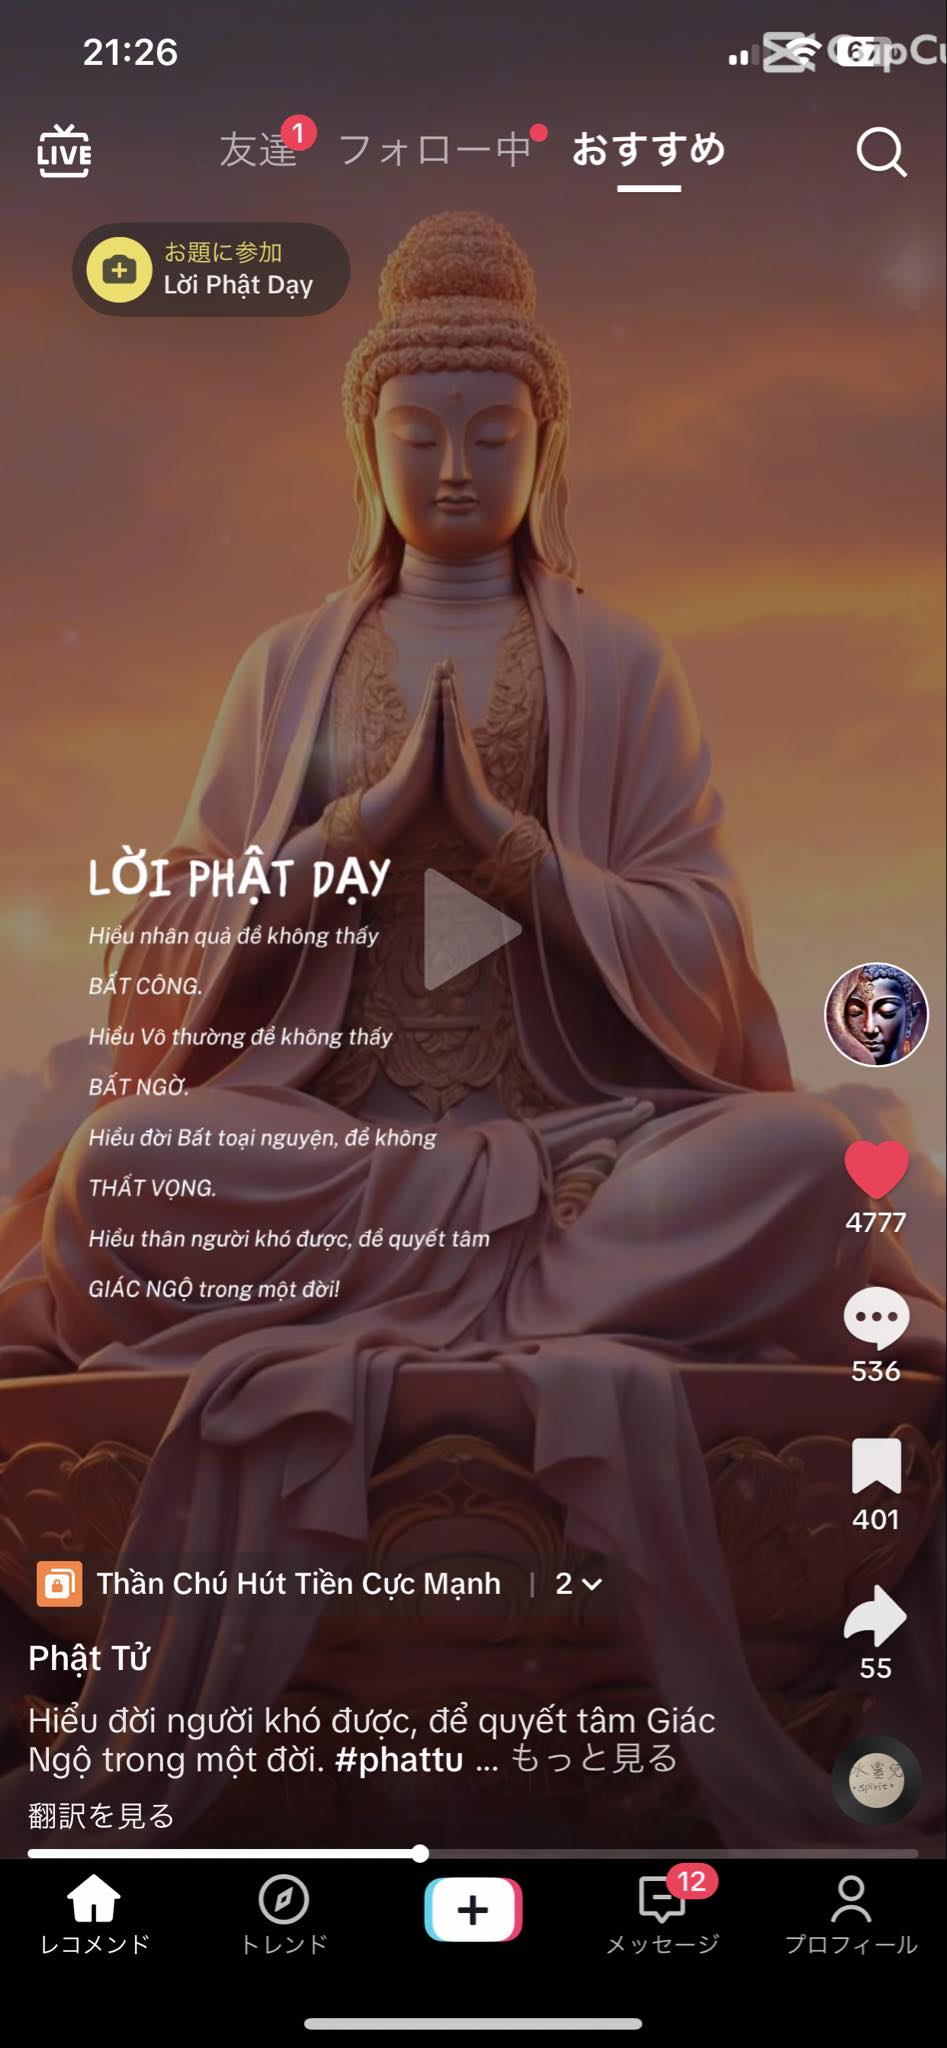 21:26
CapCu
67
LIVE
友達
1
フォロー中
おすすめ
お題に参加
Lời Phật Dạy
LỜI PHẬT DẠY
Hiểu nhân quả để không thấy
BẤT CÔNG.
Hiểu Vô thường để không thấy
BẤT NGỜ.
Hiểu đời Bất toại nguyện, để không
THẤT VỌNG.
Hiểu thân người khó được, để quyết tâm
GIÁC NGỘ trong một đời!
4777
536
401
55
Thần Chú Hút Tiền Cực Mạnh | 2
Phật Tử
Hiểu đời người khó được, để quyết tâm Giác
Ngộ trong một đời. #phattu ... もっと見る
翻訳を見る
spirit
レコメンド
トレンド
12
メッセージ
プロフィール